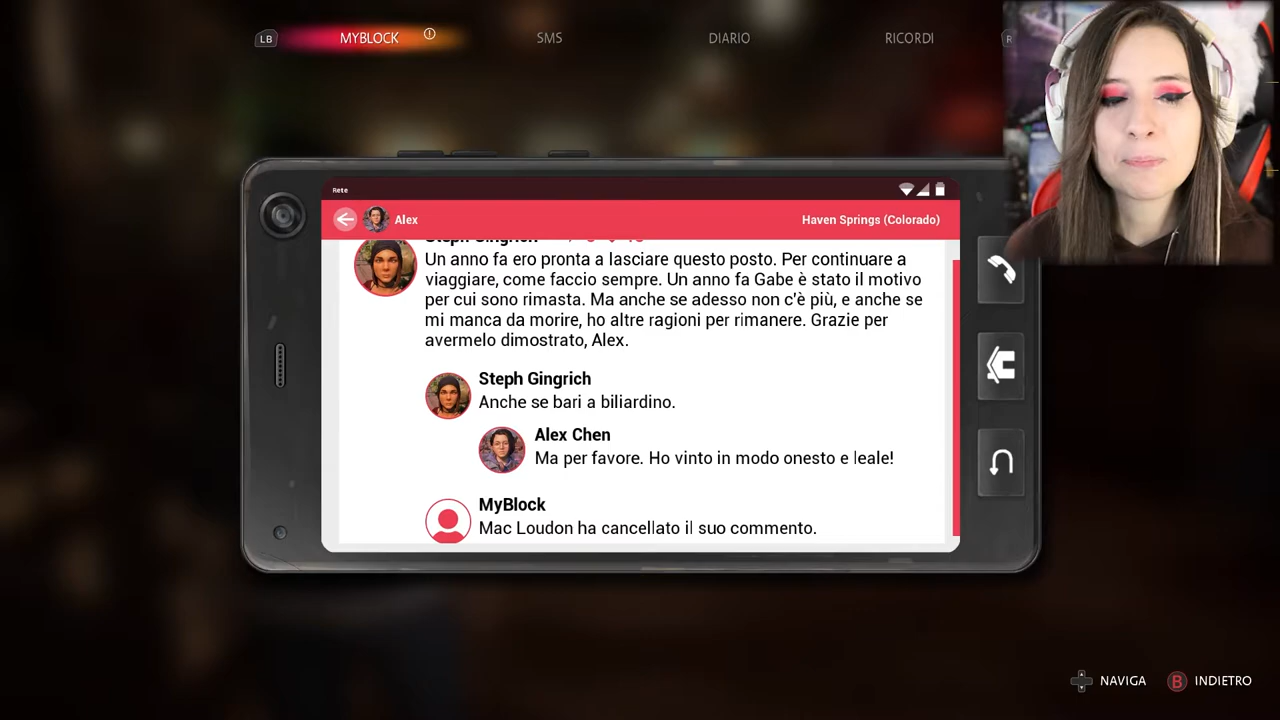 LB
MYBLOCK
SMS
DIARIO
RICORDI
R
Rete
Alex
Haven Springs (Colorado)
Steph Gingrich
Un anno fa ero pronta a lasciare questo posto. Per continuare a
viaggiare, come faccio sempre. Un anno fa Gabe è stato il motivo
per cui sono rimasta. Ma anche se adesso non c'è più, e anche se
mi manca da morire, ho altre ragioni per rimanere. Grazie per
avermelo dimostrato, Alex.
Steph Gingrich
Anche se bari a biliardino.
Alex Chen
Ma per favore. Ho vinto in modo onesto e leale!
MyBlock
Mac Loudon ha cancellato il suo commento.
NAVIGA
B INDIETRO